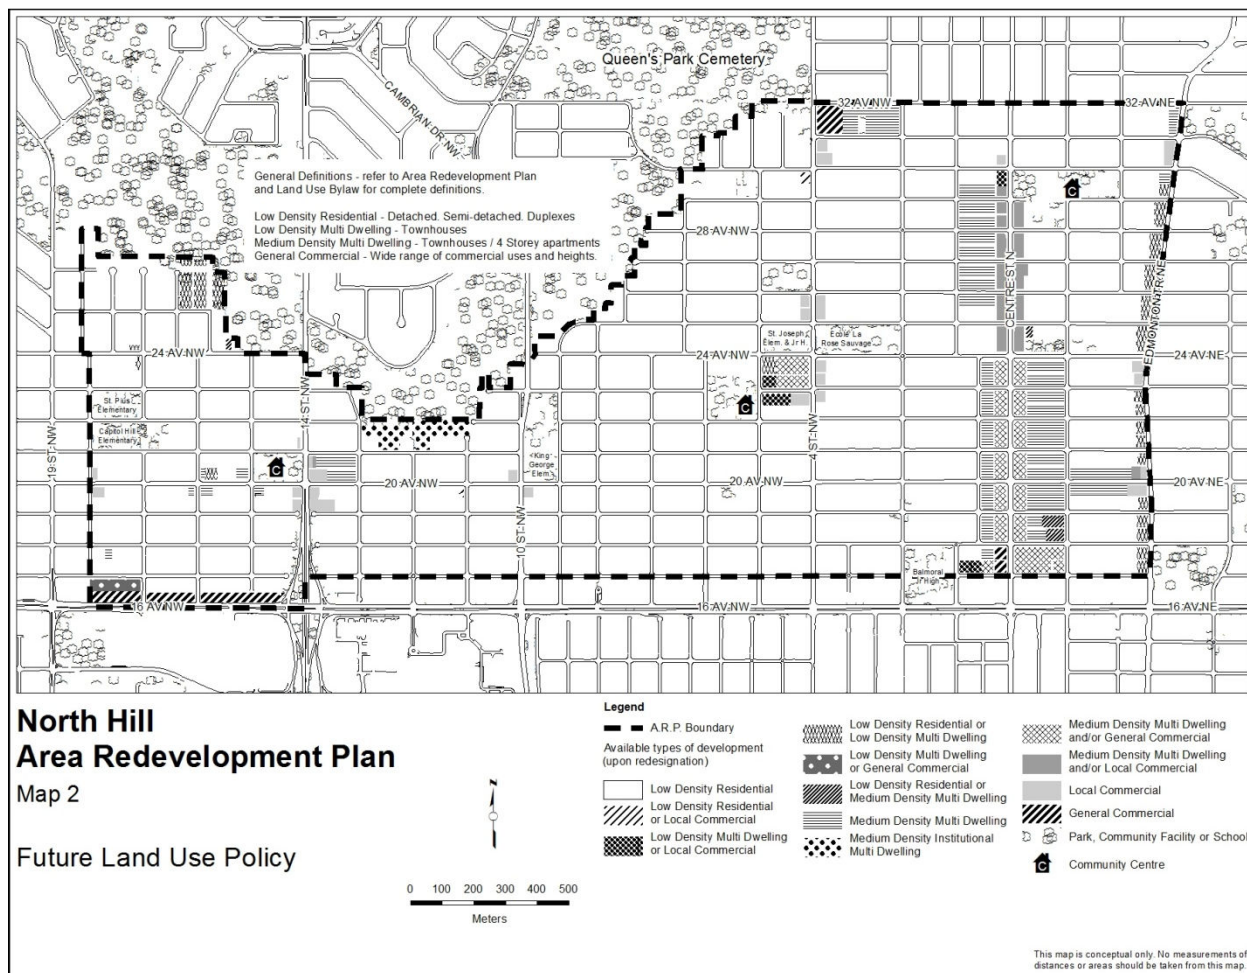 Queen's Park Cemetery
CAMBRIAN DR. NW
32 AV NW
32 AV NE
General Definitions - refer to Area Redevelopment Plan
and Land Use Bylaw for complete definitions.
Low Density Residential - Detached. Semi-detached. Duplexes
Low Density Multi Dwelling - Townhouses
Medium Density Multi Dwelling - Townhouses / 4 Storey apartments
General Commercial - Wide range of commercial uses and heights.
28 AV NW
CENTRE ST. N
EDMONTON TR. NE
St. Joseph
Elem. & Jr H.
Ecole La
Rose Sauvage
24 AV NW
24 AV NW
24 AV NE
St. Pius
Elementary
Capitol Hill
Elementary
19 ST. NW
14 ST. NW
C
C
C
4 ST. NW
King
George
Elem.
20 AV NW
20 AV NW
20 AV NE
10 ST. NW
Balmoral
Jr High
16 AV NW
16 AV NW
16 AV NE
North Hill
Area Redevelopment Plan
Map 2
Future Land Use Policy
N
0 100 200 300 400 500
Meters
Legend
A.R.P. Boundary
Available types of development
(upon redesignation)
Low Density Residential
Low Density Residential
or Local Commercial
Low Density Multi Dwelling
or Local Commercial
Low Density Residential or
Low Density Multi Dwelling
Low Density Multi Dwelling
or General Commercial
Low Density Residential or
Medium Density Multi Dwelling
Medium Density Multi Dwelling
Medium Density Institutional
Multi Dwelling
Medium Density Multi Dwelling
and/or General Commercial
Medium Density Multi Dwelling
and/or Local Commercial
Local Commercial
General Commercial
Park, Community Facility or School
C
Community Centre
This map is conceptual only. No measurements of
distances or areas should be taken from this map.